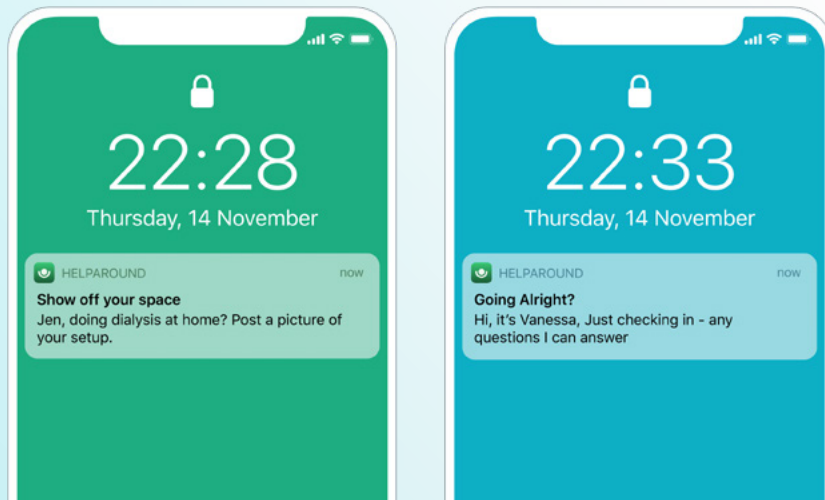 22:28
Thursday, 14 November
HELPAROUND now
Show off your space
Jen, doing dialysis at home? Post a picture of
your setup.
22:33
Thursday, 14 November
HELPAROUND now
Going Alright?
Hi, it's Vanessa, Just checking in - any
questions I can answer